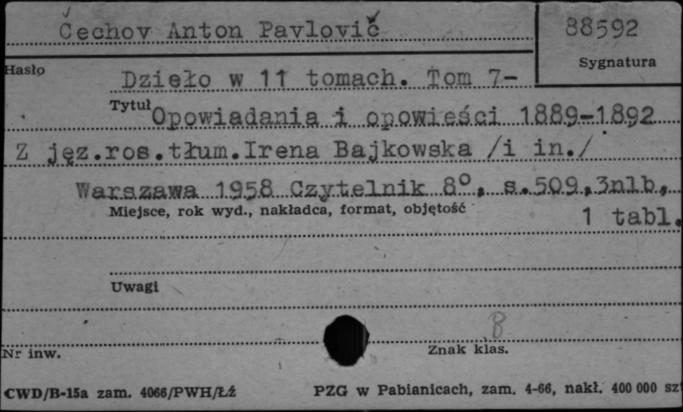 Čechov Anton Pavlovič
88592
Hasło
Sygnatura
Dzieło w 11 tomach. Tom 7-
Tytuł Opowiadania i opowieści 1889-1892
Z jęz.ros.tłum.Irena Bajkowska /i in./
Warszawa 1958 Czytelnik 8°, s.509,3nlb,
Miejsce, rok wyd., nakładca, format, objętość
1 tabl.
Uwagi
B
Nr inw.
Znak klas.
CWD/B-15a zam. 4066/PWH/Łź
PZG w Pabianicach, zam. 4-66, nakł. 400 000 szt